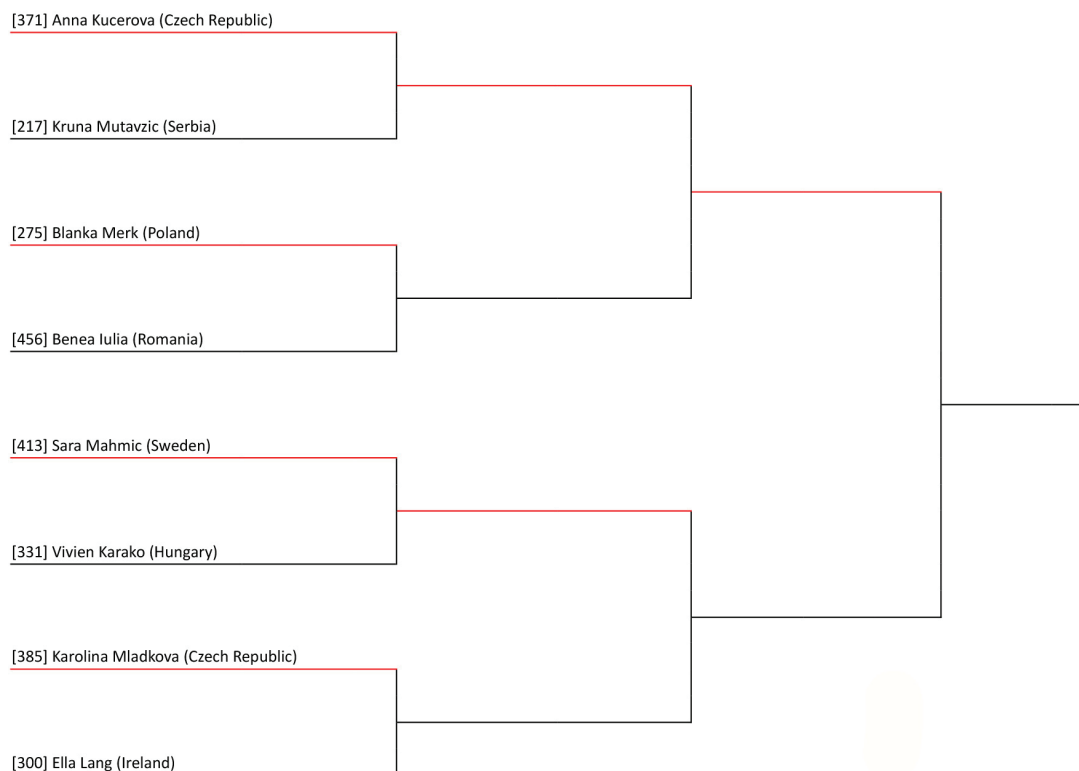 [371] Anna Kucerova (Czech Republic)
[217] Kruna Mutavzic (Serbia)
[275] Blanka Merk (Poland)
[456] Benea Iulia (Romania)
[413] Sara Mahmic (Sweden)
[331] Vivien Karako (Hungary)
[385] Karolina Mladkova (Czech Republic)
[300] Ella Lang (Ireland)